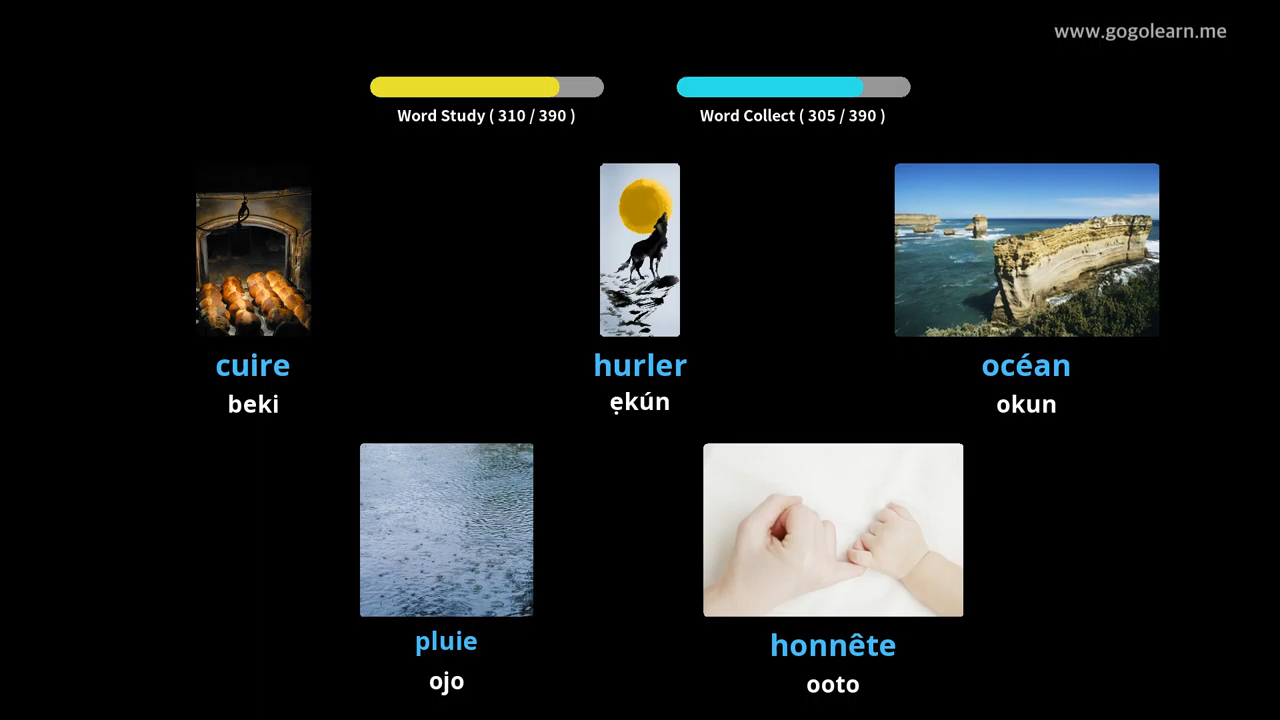 www.gogolearn.me
Word Study ( 310 / 390 )
Word Collect ( 305 / 390 )
cuire
beki
hurler
ẹkún
océan
okun
pluie
ojo
honnête
ooto